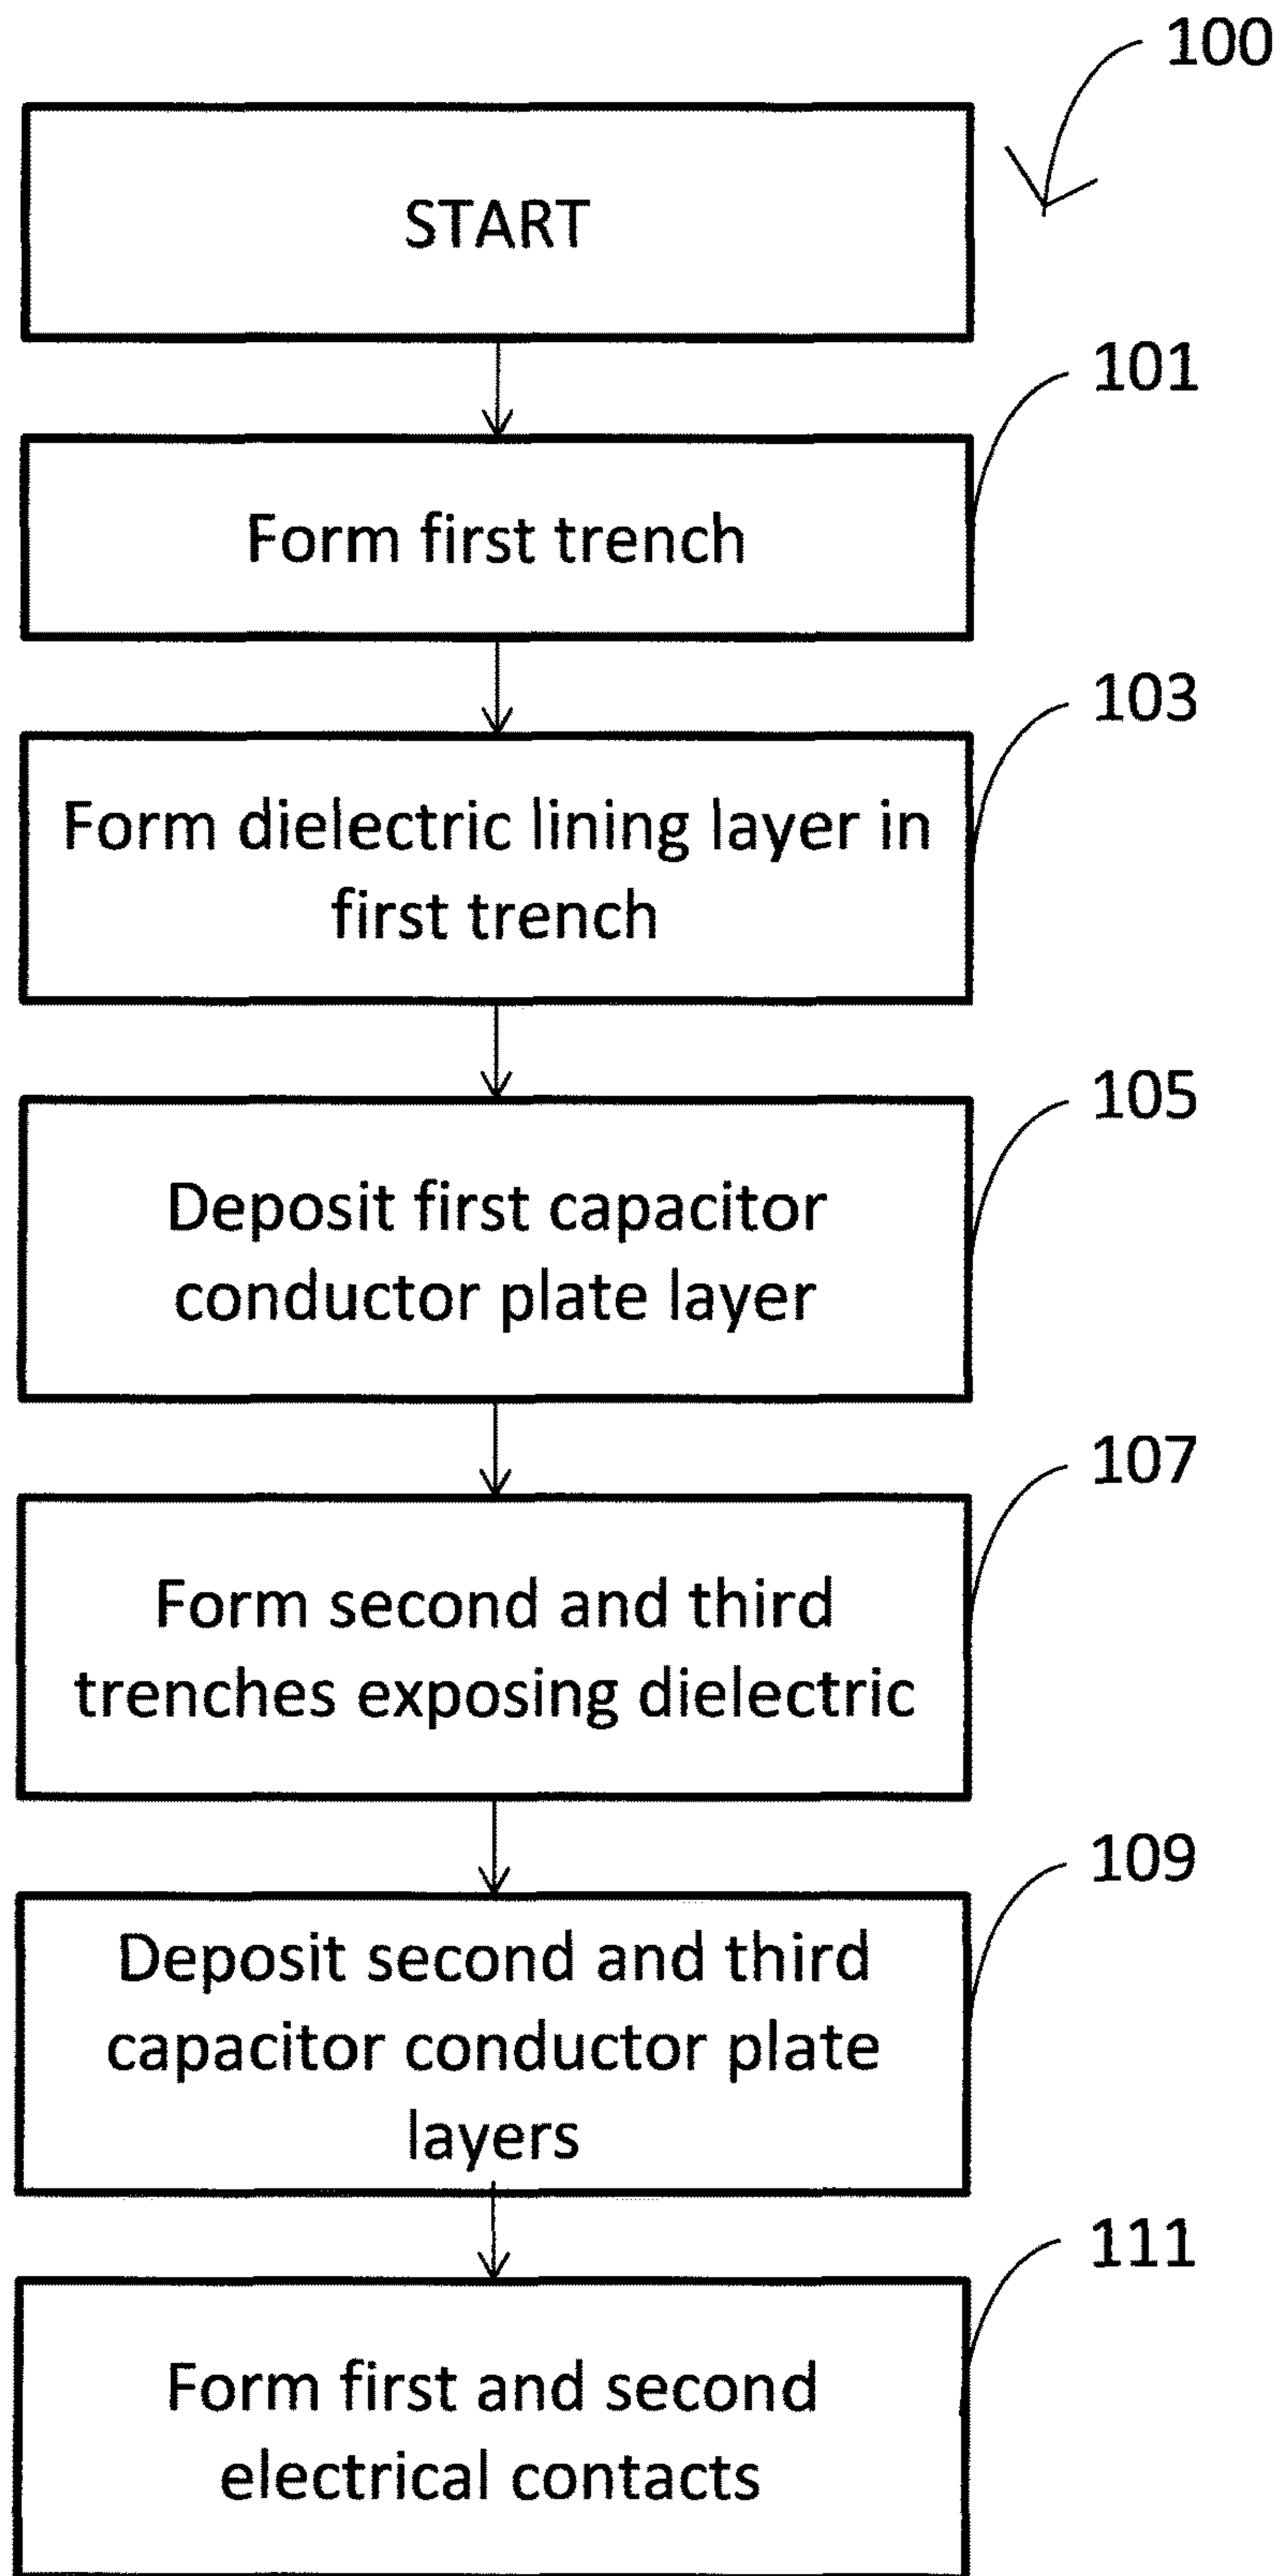 100
START
101
Form first trench
103
Form dielectric lining layer in
first trench
105
Deposit first capacitor
conductor plate layer
107
Form second and third
trenches exposing dielectric
109
Deposit second and third
capacitor conductor plate
layers
111
Form first and second
electrical contacts